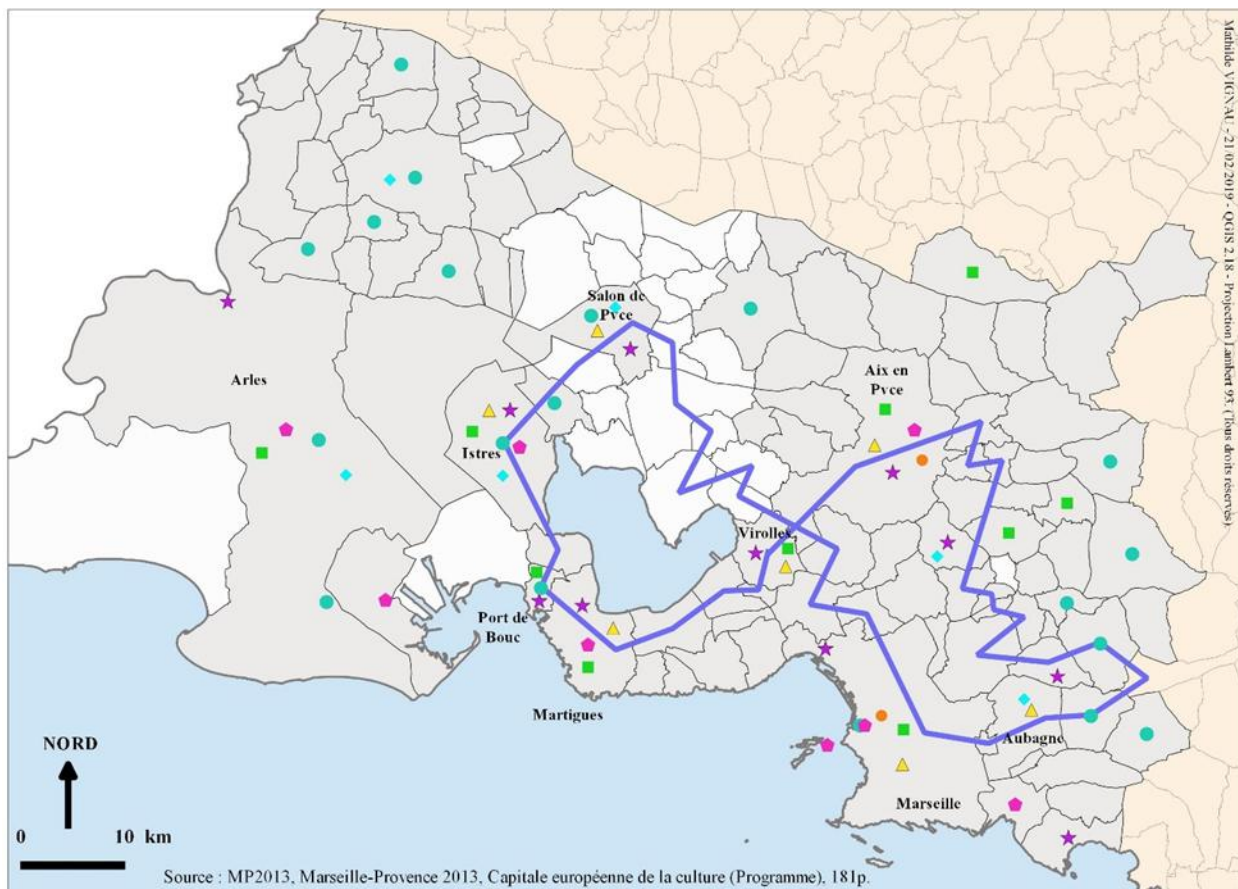 Salon de
Pvce
Arles
Aix en
Pvce
Istres
Virolles,
Port de
Bouc
Martigues
Aubagne
Marseille
NORD
0 10 km
Source : MP2013, Marseille-Provence 2013, Capitale européenne de la culture (Programme), 181p.
Mathilde VIGNAU - 21/02/2019 - QGIS 2.18 - Projection Lambert 93. (Tous droits réservés)